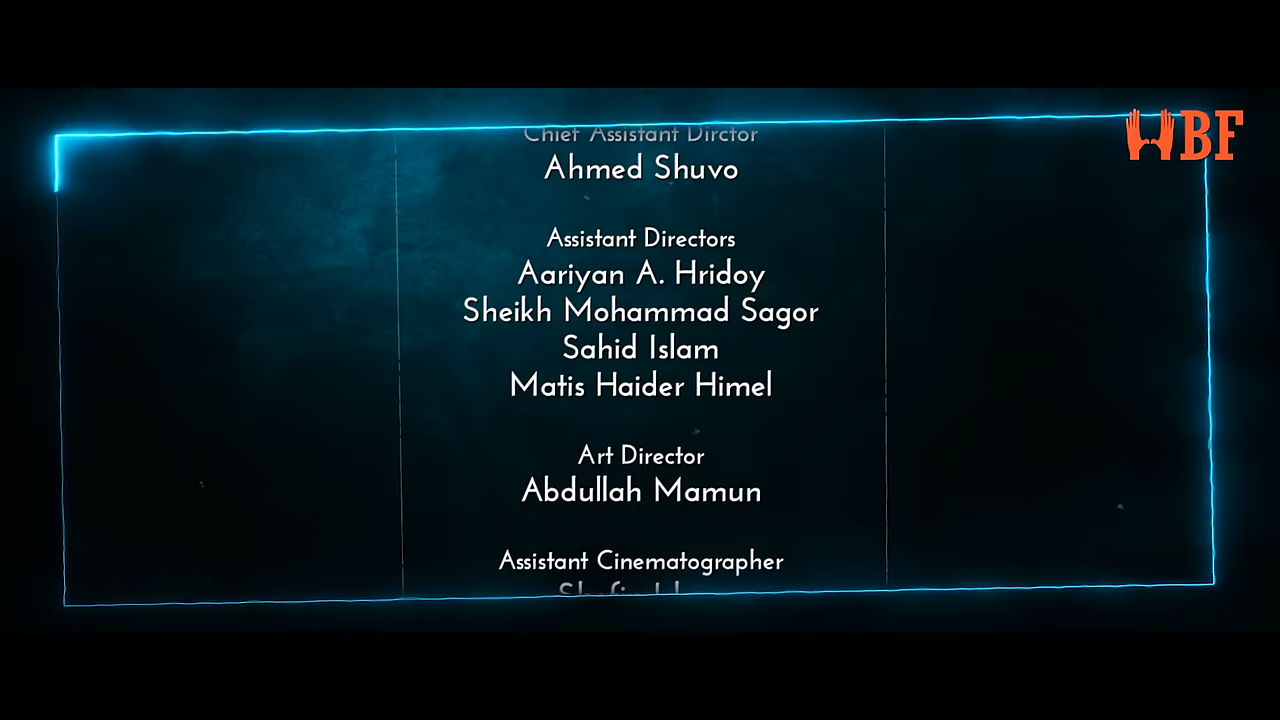 Chief Assistant Dirctor
Ahmed Shuvo
Assistant Directors
Aariyan A. Hridoy
Sheikh Mohammad Sagor
Sahid Islam
Matis Haider Himel
Art Director
Abdullah Mamun
Assistant Cinematographer
BF